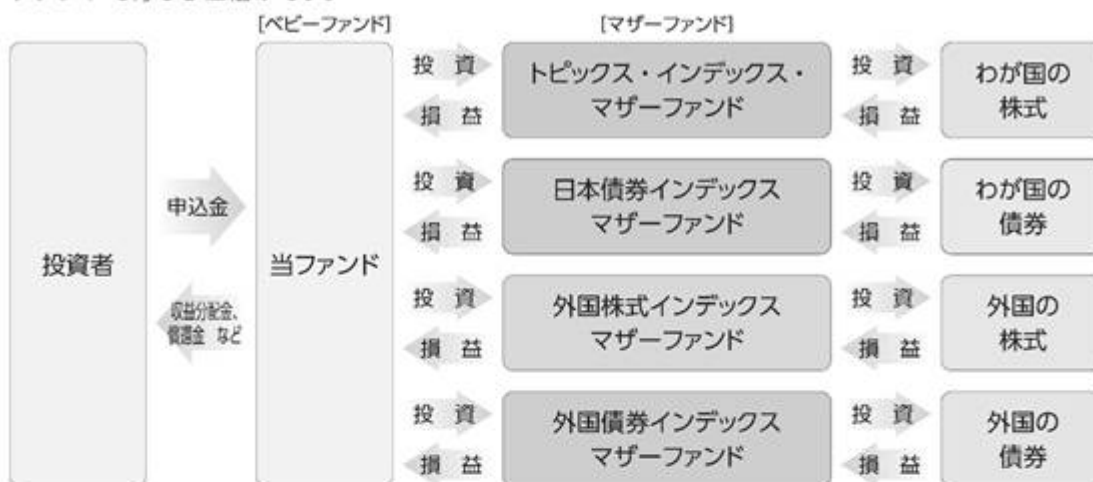 [ベビーファンド]
[マザーファンド]
投資者
申込金
収益分配金、
償還金 など
当ファンド
投 資
損 益
トピックス・インデックス・
マザーファンド
投 資
損 益
わが国の
株式
投 資
損 益
日本債券インデックス
マザーファンド
投 資
損 益
わが国の
債券
投 資
損 益
外国株式インデックス
マザーファンド
投 資
損 益
外国の
株式
投 資
損 益
外国債券インデックス
マザーファンド
投 資
損 益
外国の
債券